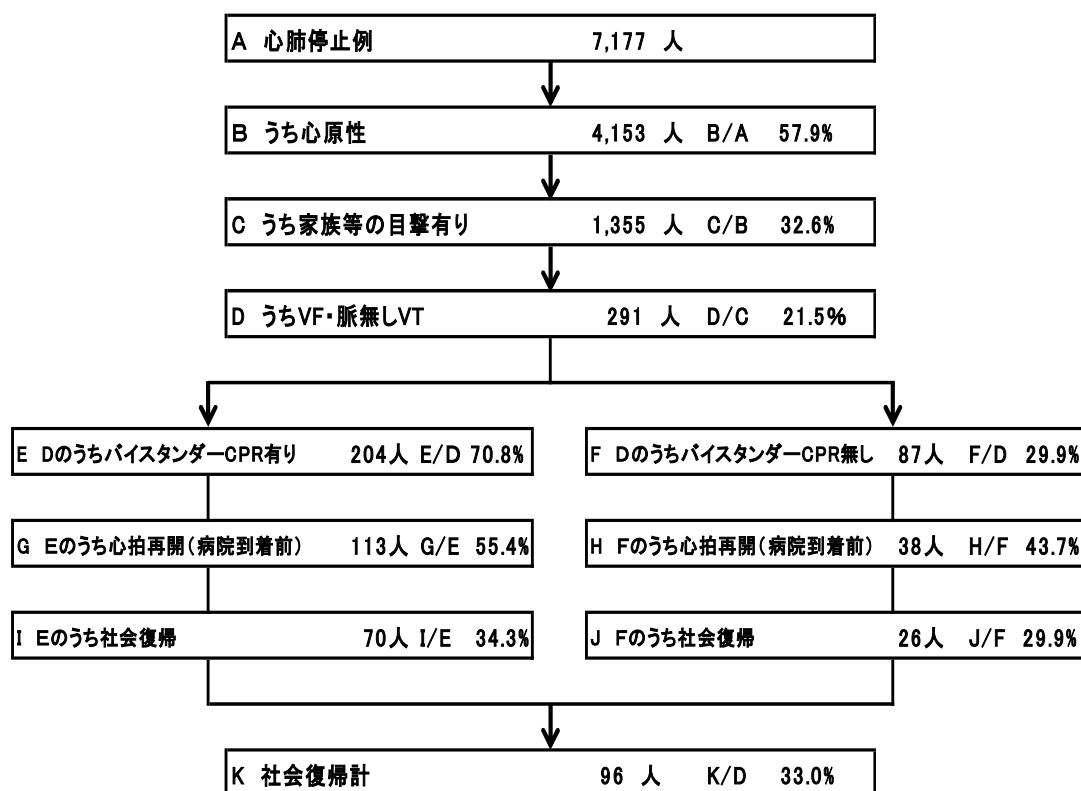 A 心肺停止例 7,177 人
B うち心原性 4,153 人 B/A 57.9%
C うち家族等の目撃有り 1,355 人 C/B 32.6%
D うちVF・脈無しVT 291 人 D/C 21.5%
E DのうちバイスタンダーCPR有り 204人 E/D 70.8%
F DのうちバイスタンダーCPR無し 87人 F/D 29.9%
G Eのうち心拍再開(病院到着前) 113人 G/E 55.4%
H Fのうち心拍再開(病院到着前) 38人 H/F 43.7%
I Eのうち社会復帰 70人 I/E 34.3%
J Fのうち社会復帰 26人 J/F 29.9%
K 社会復帰計 96 人 K/D 33.0%